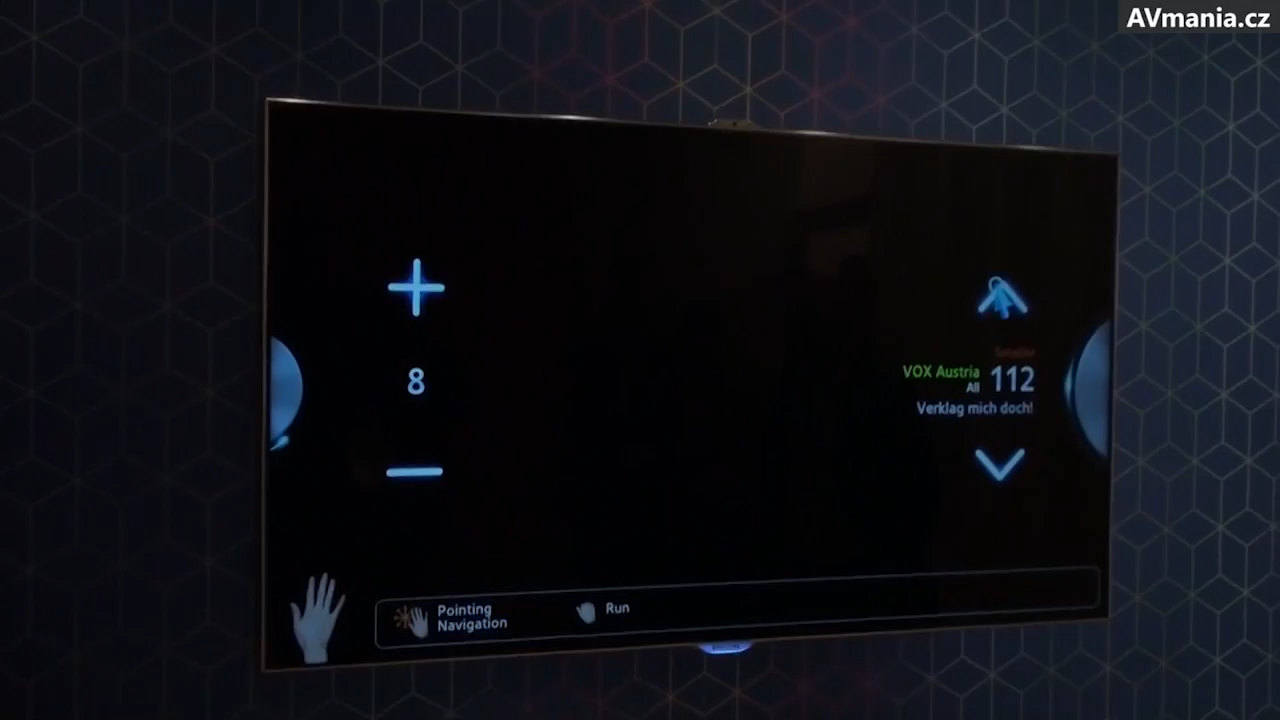 AVmania.cz
+
8
VOX Austria
All
112
Verklag mich doch!
Pointing
Navigation
Run